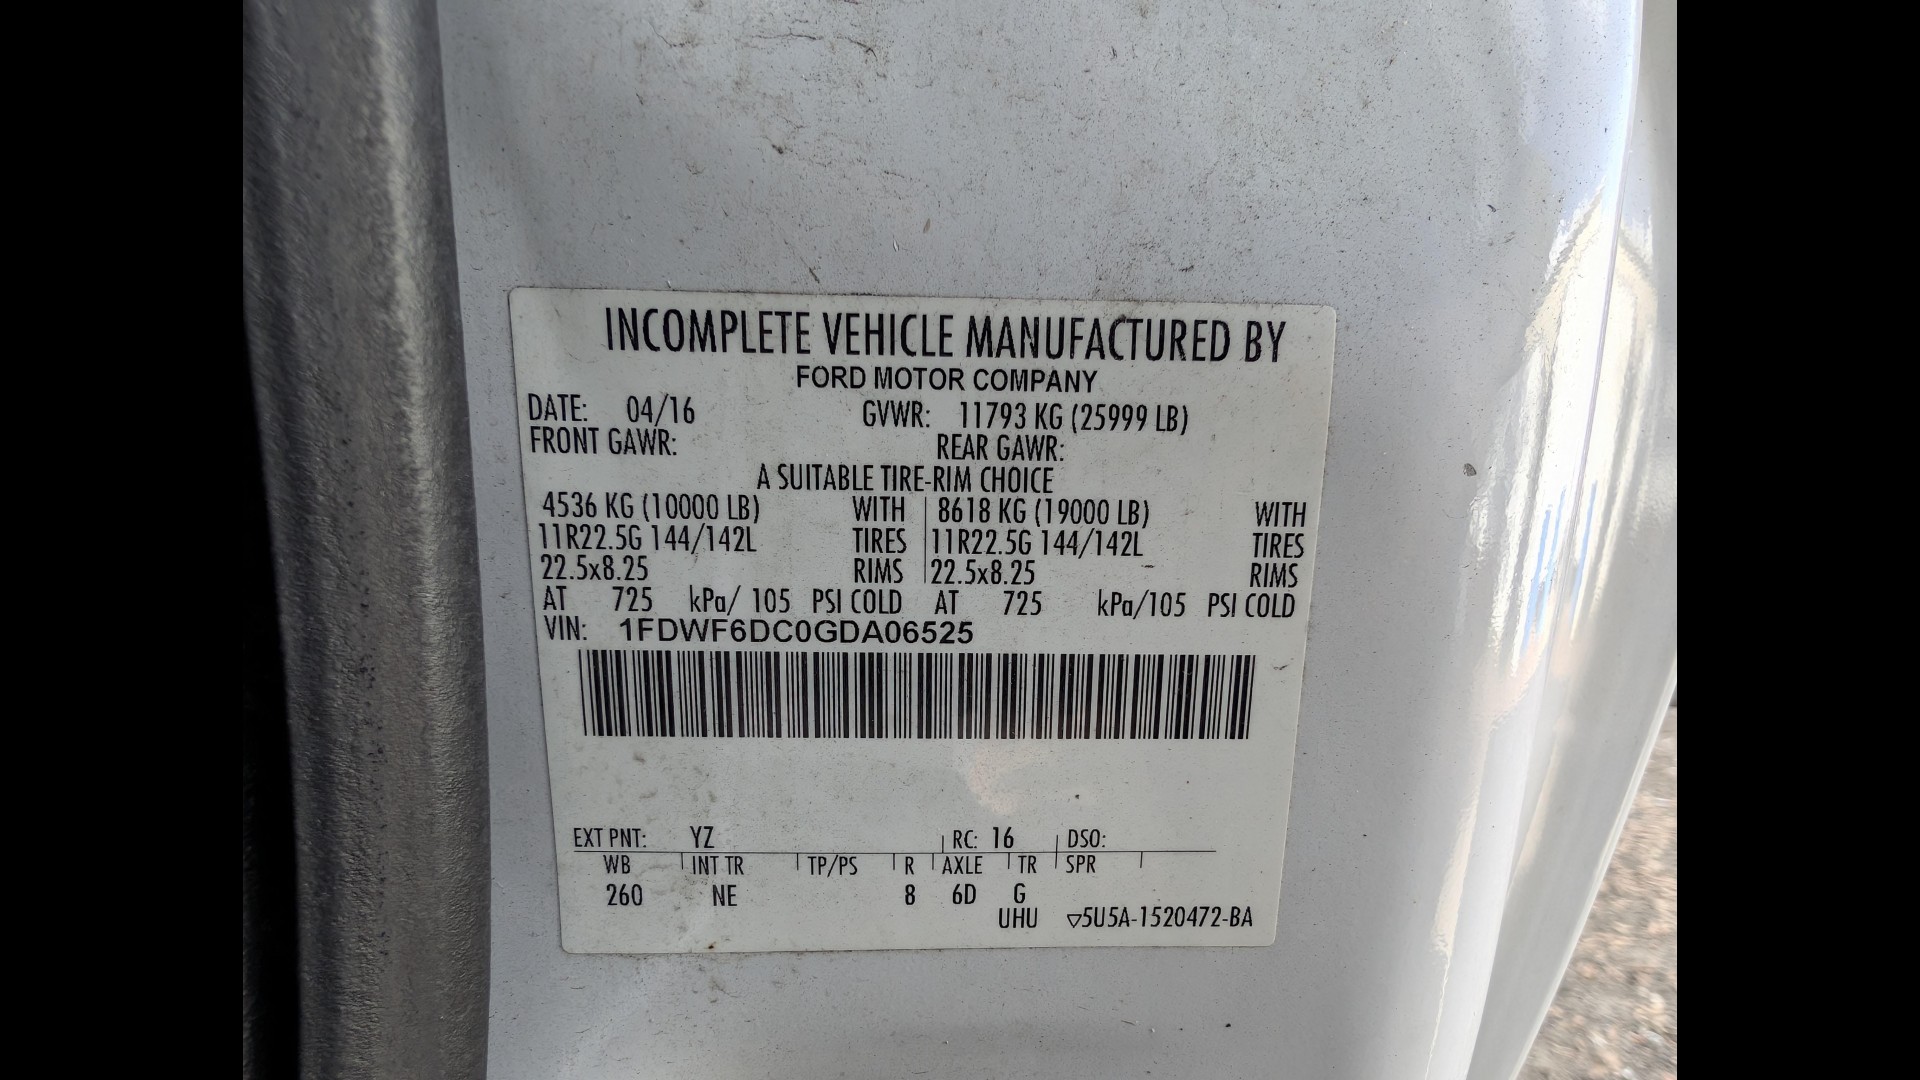 INCOMPLETE VEHICLE MANUFACTURED BY
FORD MOTOR COMPANY
DATE: 04/16 GVWR: 11793 KG (25999 LB)
FRONT GAWR: REAR GAWR:
A SUITABLE TIRE-RIM CHOICE
4536 KG (10000 LB) WITH 8618 KG (19000 LB) WITH
11R22.5G 144/142L TIRES 11R22.5G 144/142L TIRES
22.5x8.25 RIMS 22.5x8.25 RIMS
AT 725 kPa/ 105 PSI COLD AT 725 kPa/105 PSI COLD
VIN: 1FDWF6DC0GDA06525
EXT PNT: YZ RC: 16 DSO:
WB INT TR TP/PS R AXLE TR SPR
260 NE 8 6D G
UHU ▽5U5A-1520472-BA